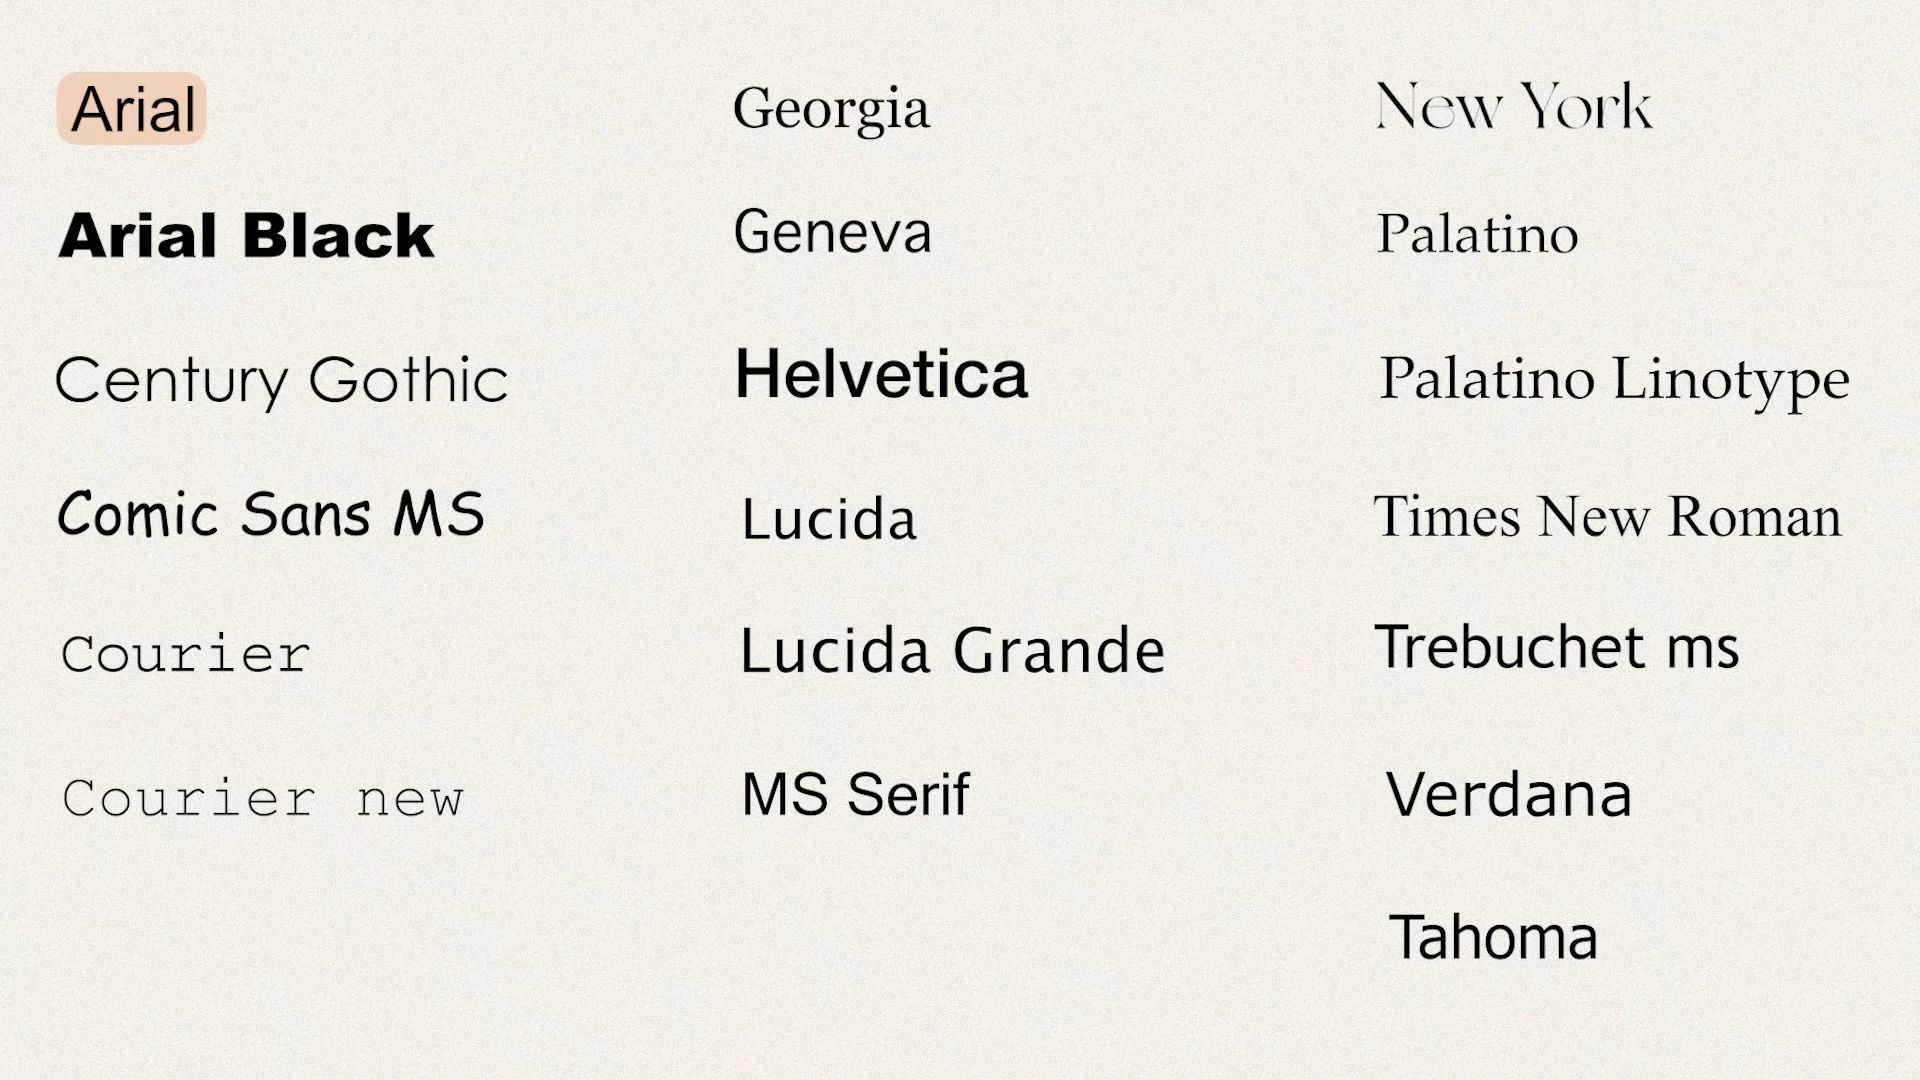 Arial
Arial Black
Century Gothic
Comic Sans MS
Courier
Courier new
Georgia
Geneva
Helvetica
Lucida
Lucida Grande
MS Serif
New York
Palatino
Palatino Linotype
Times New Roman
Trebuchet ms
Verdana
Tahoma